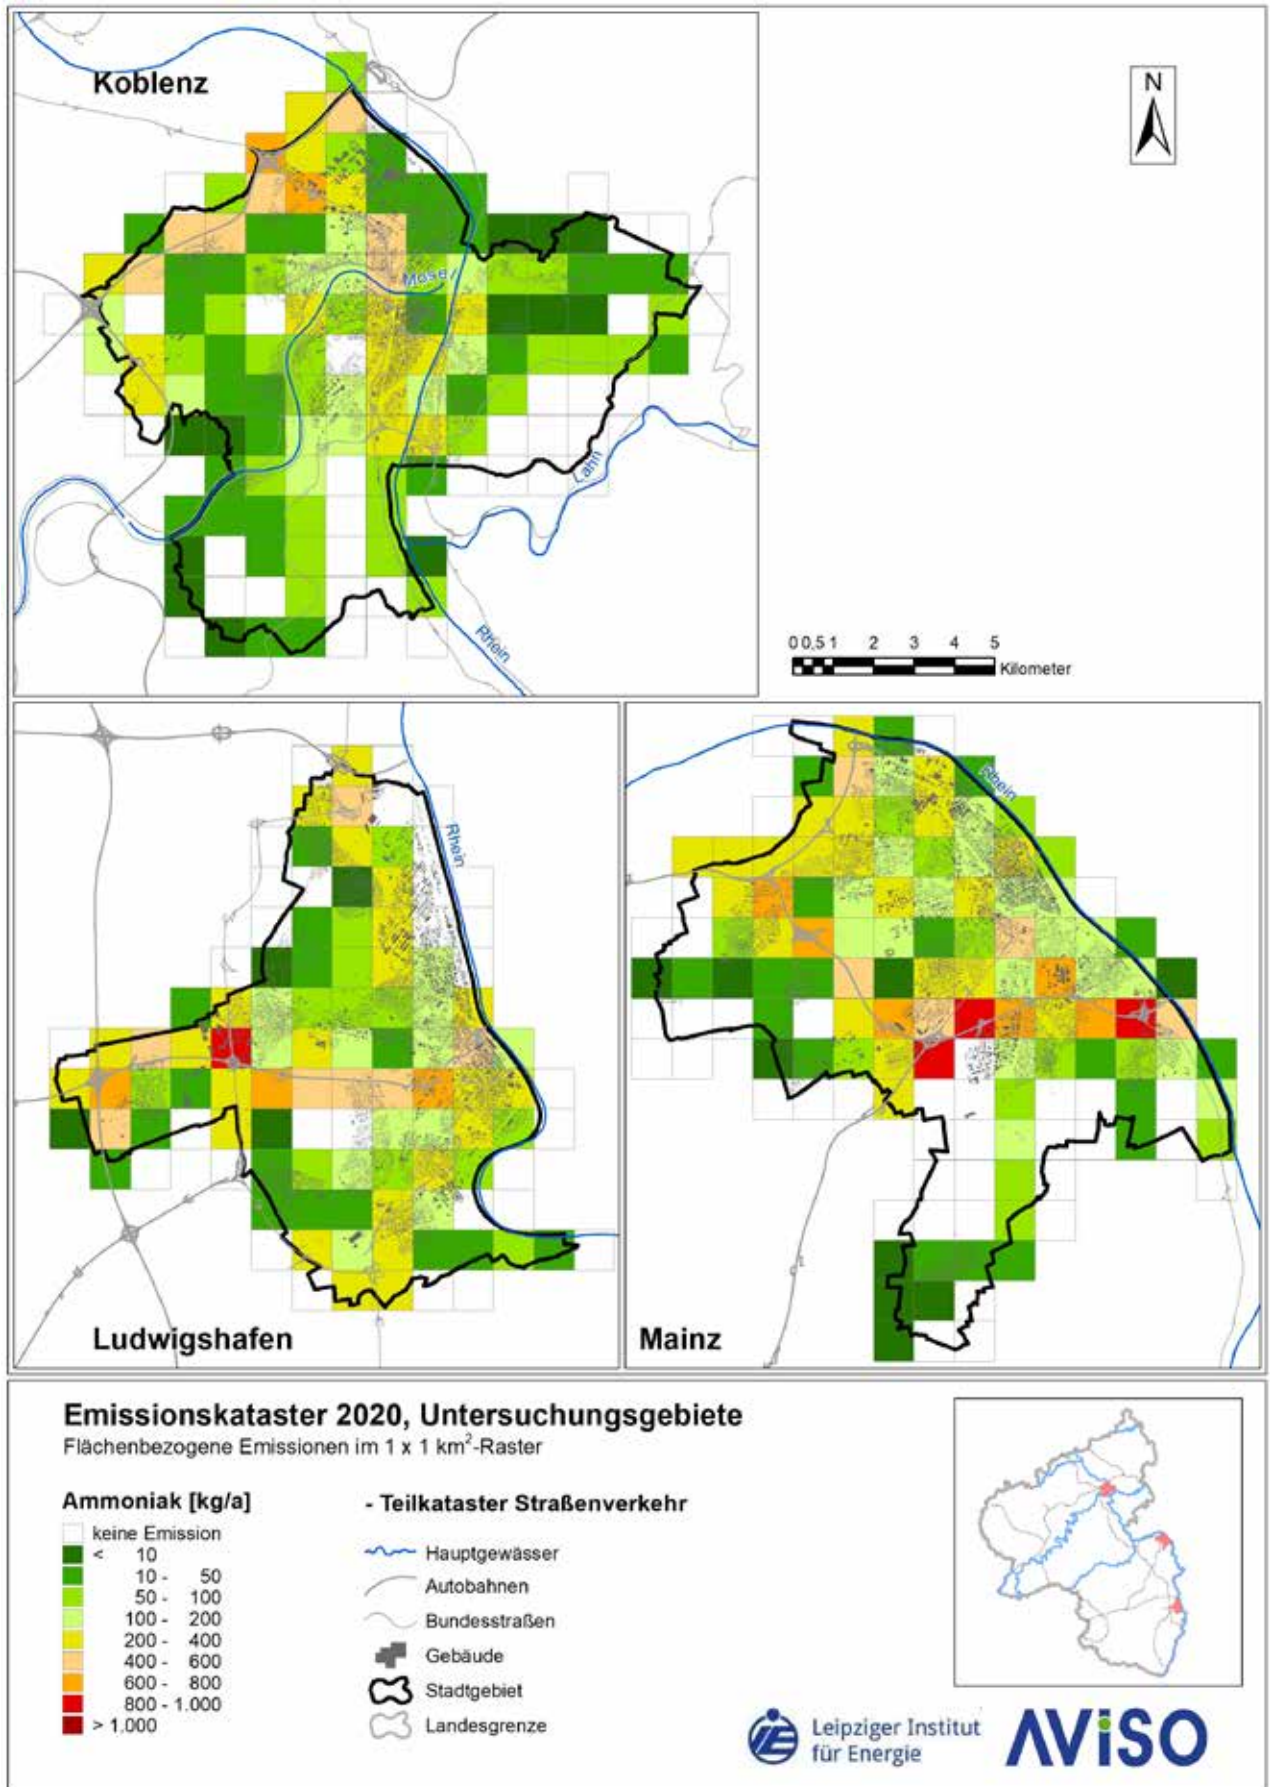 Koblenz
N
Mosel
Lahn
Rhein
0 0,5 1 2 3 4 5
Kilometer
Rhein
Ludwigshafen
Rhein
Mainz
Emissionskataster 2020, Untersuchungsgebiete
Flächenbezogene Emissionen im 1 x 1 km²-Raster
Ammoniak [kg/a]
keine Emission
< 10
10 - 50
50 - 100
100 - 200
200 - 400
400 - 600
600 - 800
800 - 1.000
> 1.000
- Teilkataster Straßenverkehr
Hauptgewässer
Autobahnen
Bundesstraßen
Gebäude
Stadtgebiet
Landesgrenze
Leipziger Institut
für Energie
AViSO